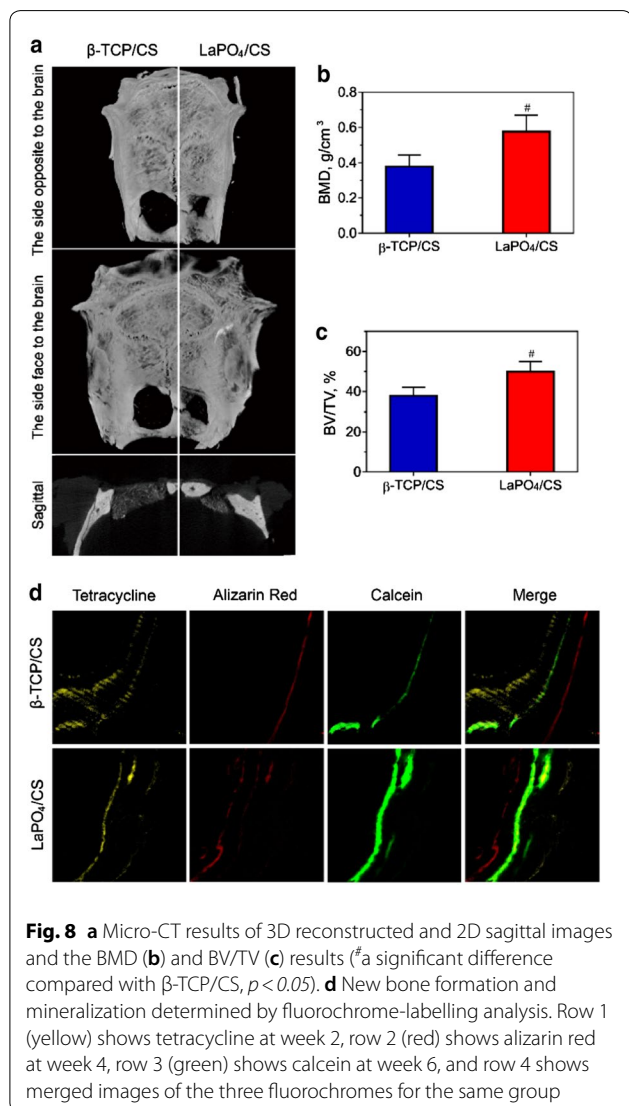 a
β-TCP/CS LaPO₄/CS
The side opposite to the brain
The side face to the brain
Sagittal
b
BMD, g/cm³
0.8
0.6
0.4
0.2
0.0
#
β-TCP/CS LaPO₄/CS
c
BV/TV, %
60
40
20
0
#
β-TCP/CS LaPO₄/CS
d
Tetracycline Alizarin Red Calcein Merge
β-TCP/CS
LaPO₄/CS
Fig. 8 a Micro-CT results of 3D reconstructed and 2D sagittal images
and the BMD (b) and BV/TV (c) results (#a significant difference
compared with β-TCP/CS, p < 0.05). d New bone formation and
mineralization determined by fluorochrome-labelling analysis. Row 1
(yellow) shows tetracycline at week 2, row 2 (red) shows alizarin red
at week 4, row 3 (green) shows calcein at week 6, and row 4 shows
merged images of the three fluorochromes for the same group